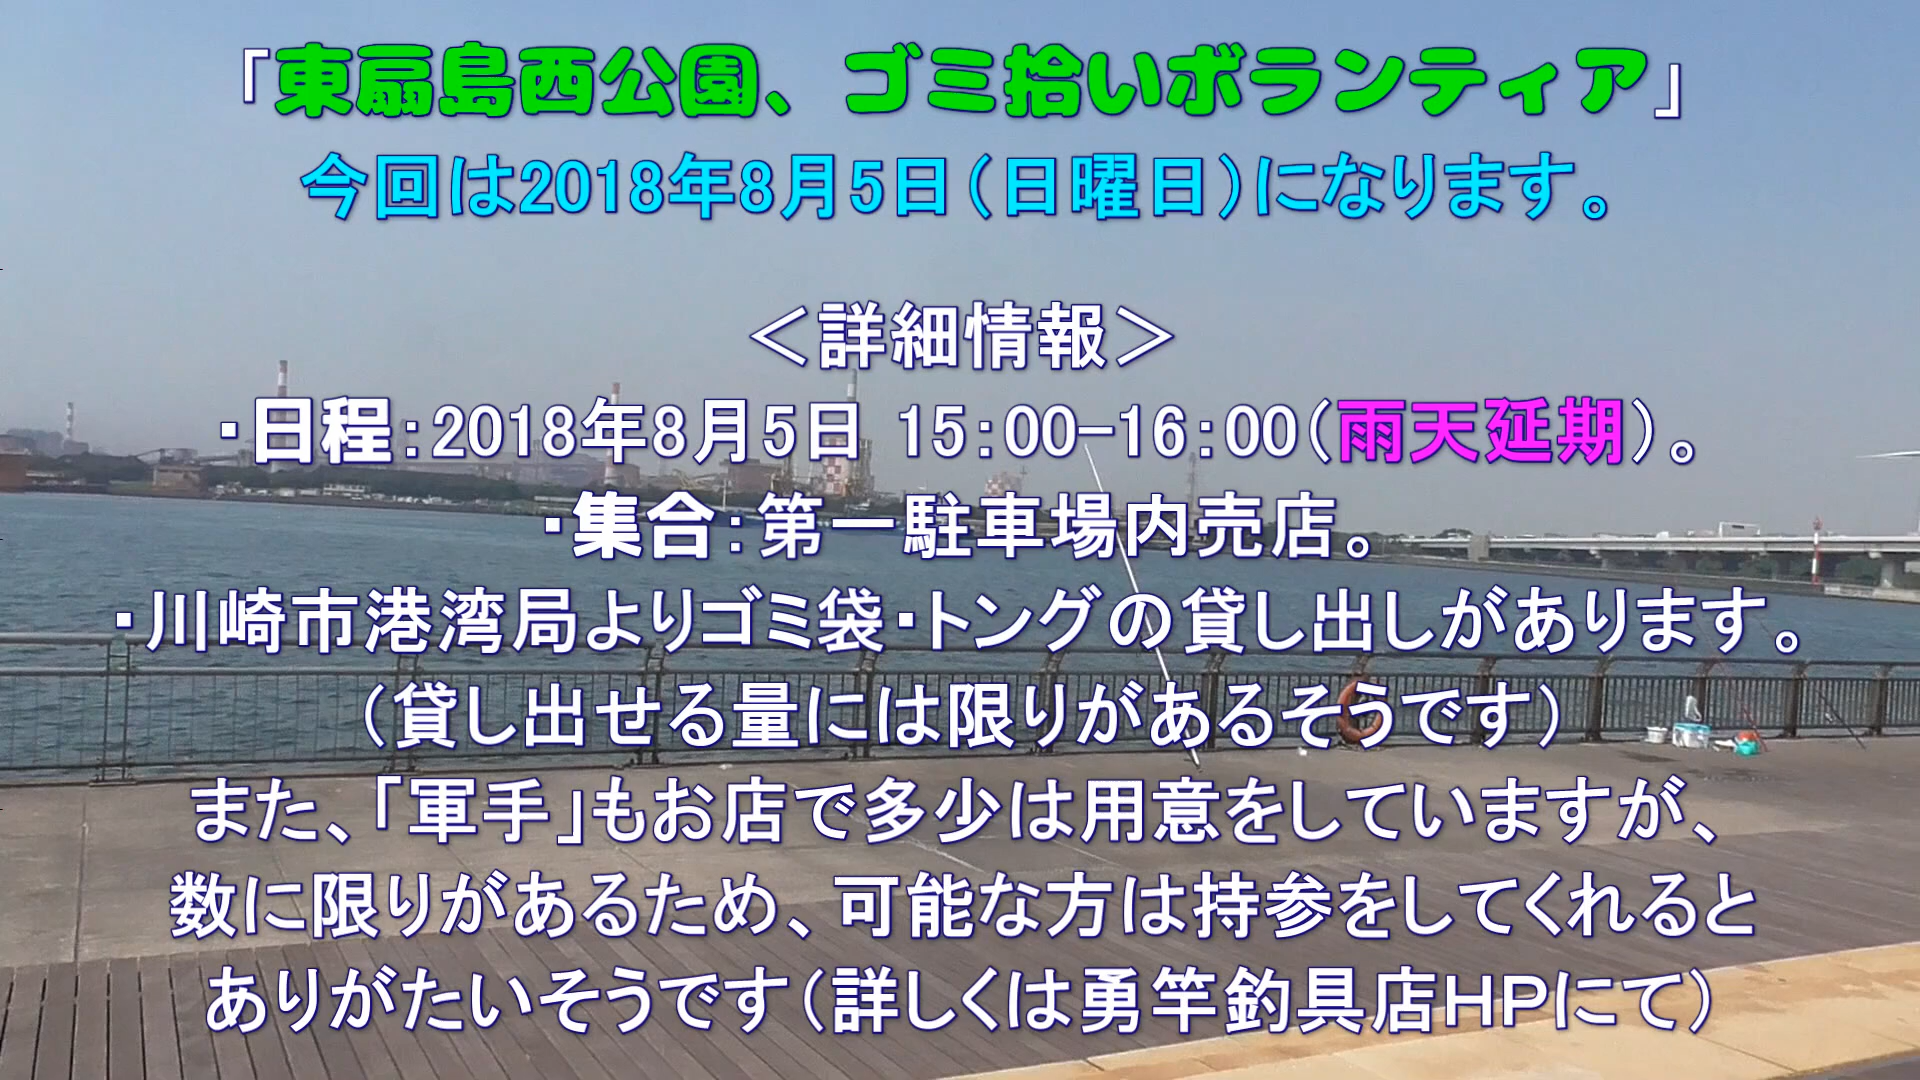 「東扇島西公園、ゴミ拾いボランティア」
今回は2018年8月5日（日曜日）になります。
＜詳細情報＞
・日程：2018年8月5日 15：00－16：00（雨天延期）。
・集合：第一駐車場内売店。
・川崎市港湾局よりゴミ袋・トングの貸し出しがあります。
（貸し出せる量には限りがあるそうです）
また、「軍手」もお店で多少は用意をしていますが、
数に限りがあるため、可能な方は持参をしてくれると
ありがたいそうです（詳しくは勇竿釣具店HPにて）